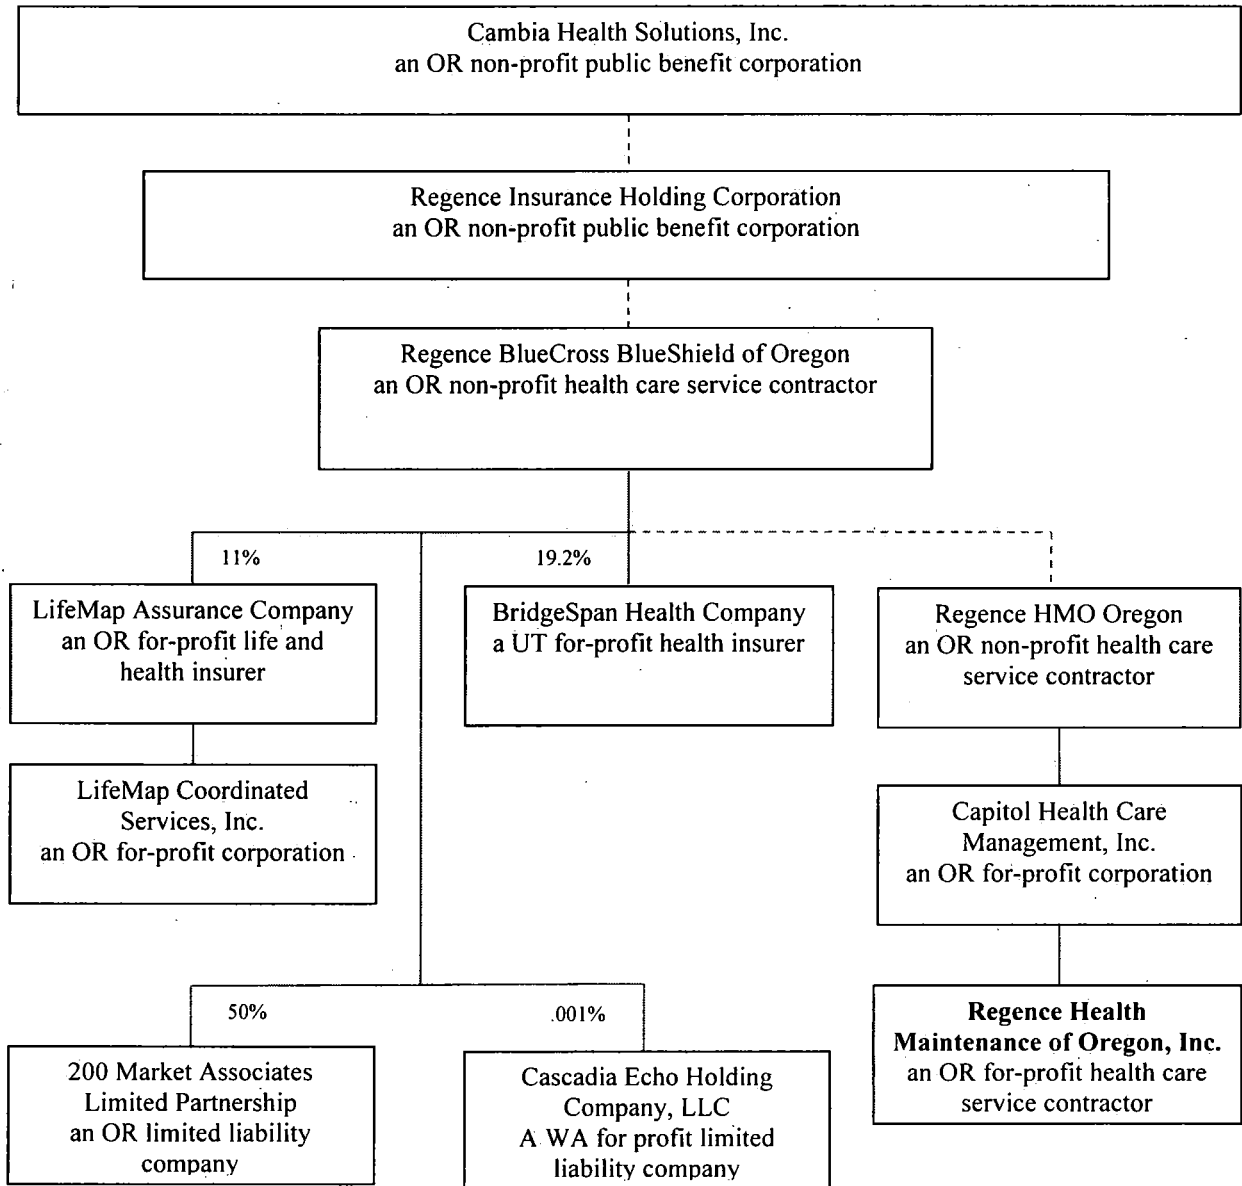 Cambia Health Solutions, Inc.
an OR non-profit public benefit corporation
Regence Insurance Holding Corporation
an OR non-profit public benefit corporation
Regence BlueCross BlueShield of Oregon
an OR non-profit health care service contractor
11%
19.2%
LifeMap Assurance Company
an OR for-profit life and
health insurer
BridgeSpan Health Company
a UT for-profit health insurer
Regence HMO Oregon
an OR non-profit health care
service contractor
LifeMap Coordinated
Services, Inc.
an OR for-profit corporation
Capitol Health Care
Management, Inc.
an OR for-profit corporation
50%
.001%
200 Market Associates
Limited Partnership
an OR limited liability
company
Cascadia Echo Holding
Company, LLC
A WA for profit limited
liability company
Regence Health
Maintenance of Oregon, Inc.
an OR for-profit health care
service contractor